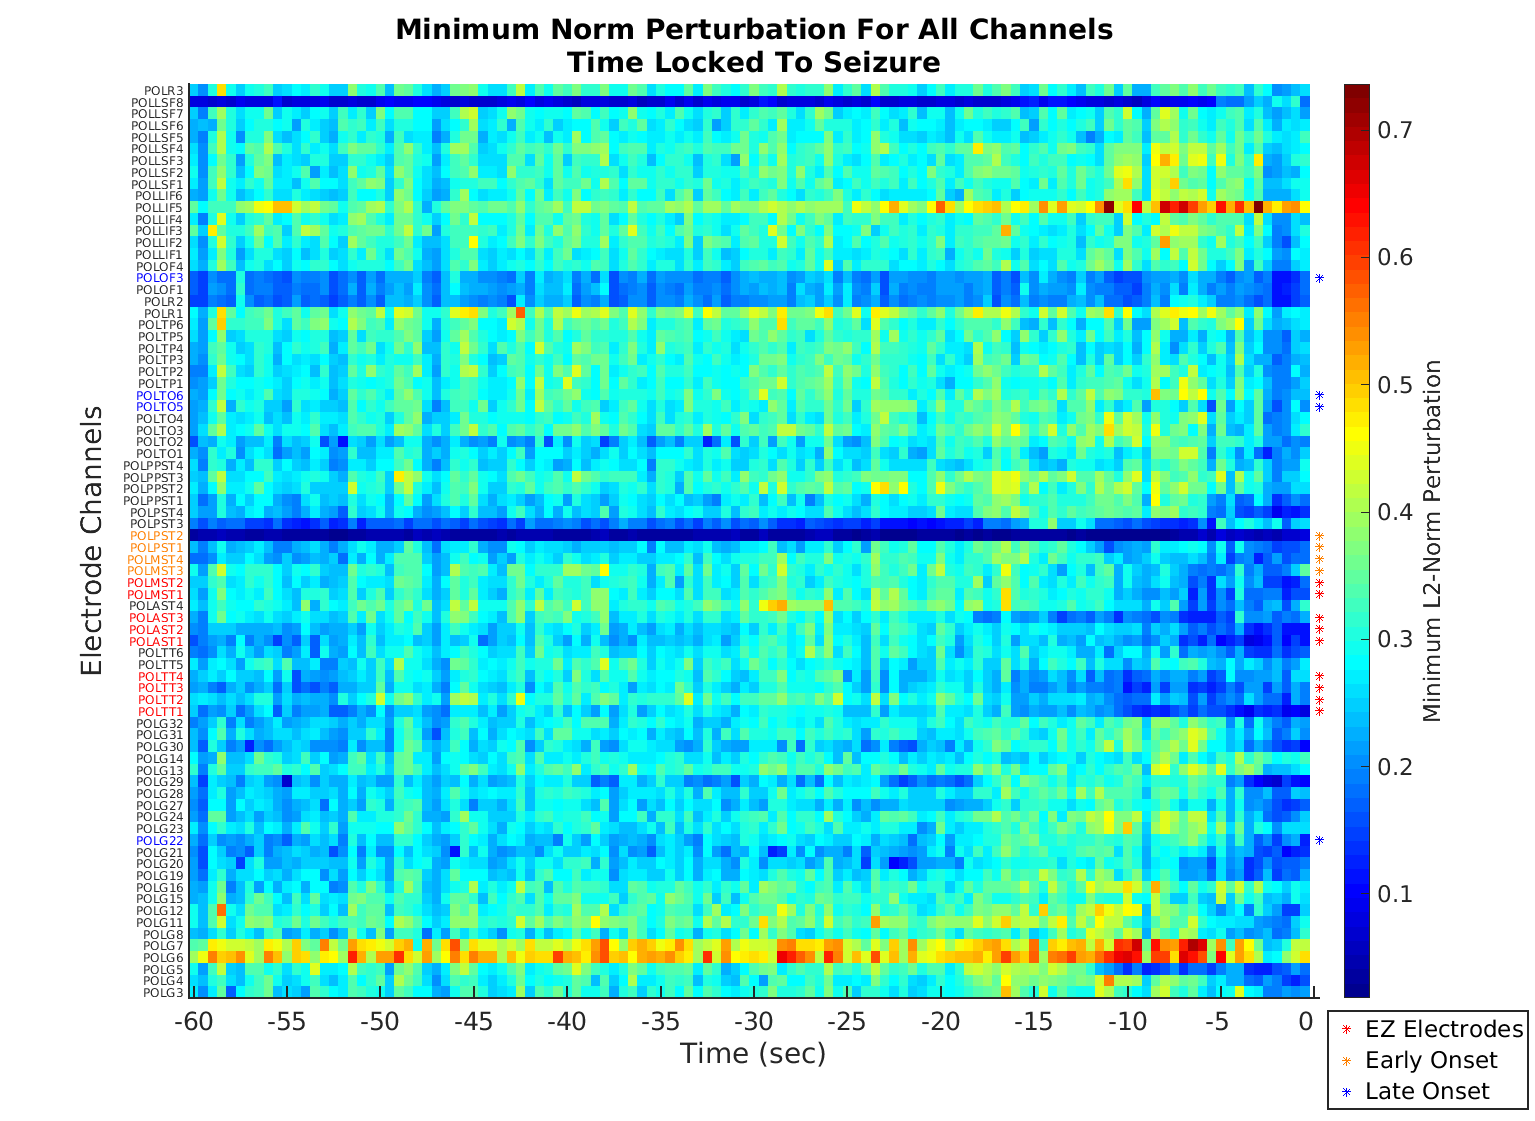 Minimum Norm Perturbation For All Channels
Time Locked To Seizure
Electrode Channels
POLR3
POLLSF8
POLLSF7
POLLSF6
POLLSF5
POLLSF4
POLLSF3
POLLSF2
POLLSF1
POLLIF6
POLLIF5
POLLIF4
POLLIF3
POLLIF2
POLLIF1
POLOF4
POLOF3
POLOF1
POLR2
POLR1
POLTP6
POLTP5
POLTP4
POLTP3
POLTP2
POLTP1
POLTO6
POLTO5
POLTO4
POLTO3
POLTO2
POLTO1
POLPPST4
POLPPST3
POLPPST2
POLPPST1
POLPST4
POLPST3
POLPST2
POLPST1
POLMST4
POLMST3
POLMST2
POLMST1
POLAST4
POLAST3
POLAST2
POLAST1
POLTT6
POLTT5
POLTT4
POLTT3
POLTT2
POLTT1
POLG32
POLG31
POLG30
POLG14
POLG13
POLG29
POLG28
POLG27
POLG24
POLG23
POLG22
POLG21
POLG20
POLG19
POLG16
POLG15
POLG12
POLG11
POLG8
POLG7
POLG6
POLG5
POLG4
POLG3
-60 -55 -50 -45 -40 -35 -30 -25 -20 -15 -10 -5 0
Time (sec)
0.7
0.6
0.5
0.4
0.3
0.2
0.1
Minimum L2-Norm Perturbation
EZ Electrodes
Early Onset
Late Onset